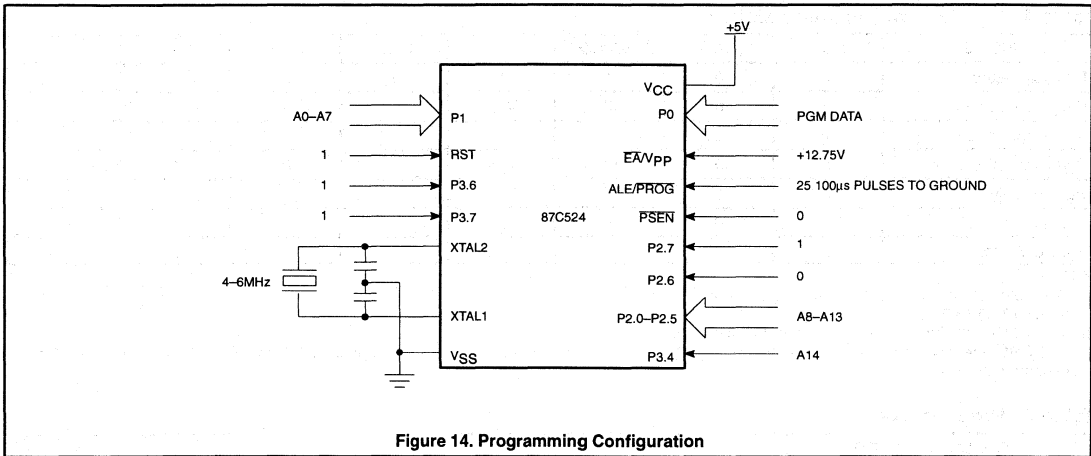 +5V
VCC
A0–A7
P1
P0
PGM DATA
1
RST
EA/VPP
+12.75V
1
P3.6
ALE/PROG
25 100μs PULSES TO GROUND
1
P3.7
87C524
PSEN
0
XTAL2
P2.7
1
4–6MHz
P2.6
0
XTAL1
P2.0–P2.5
A8–A13
VSS
P3.4
A14
Figure 14. Programming Configuration